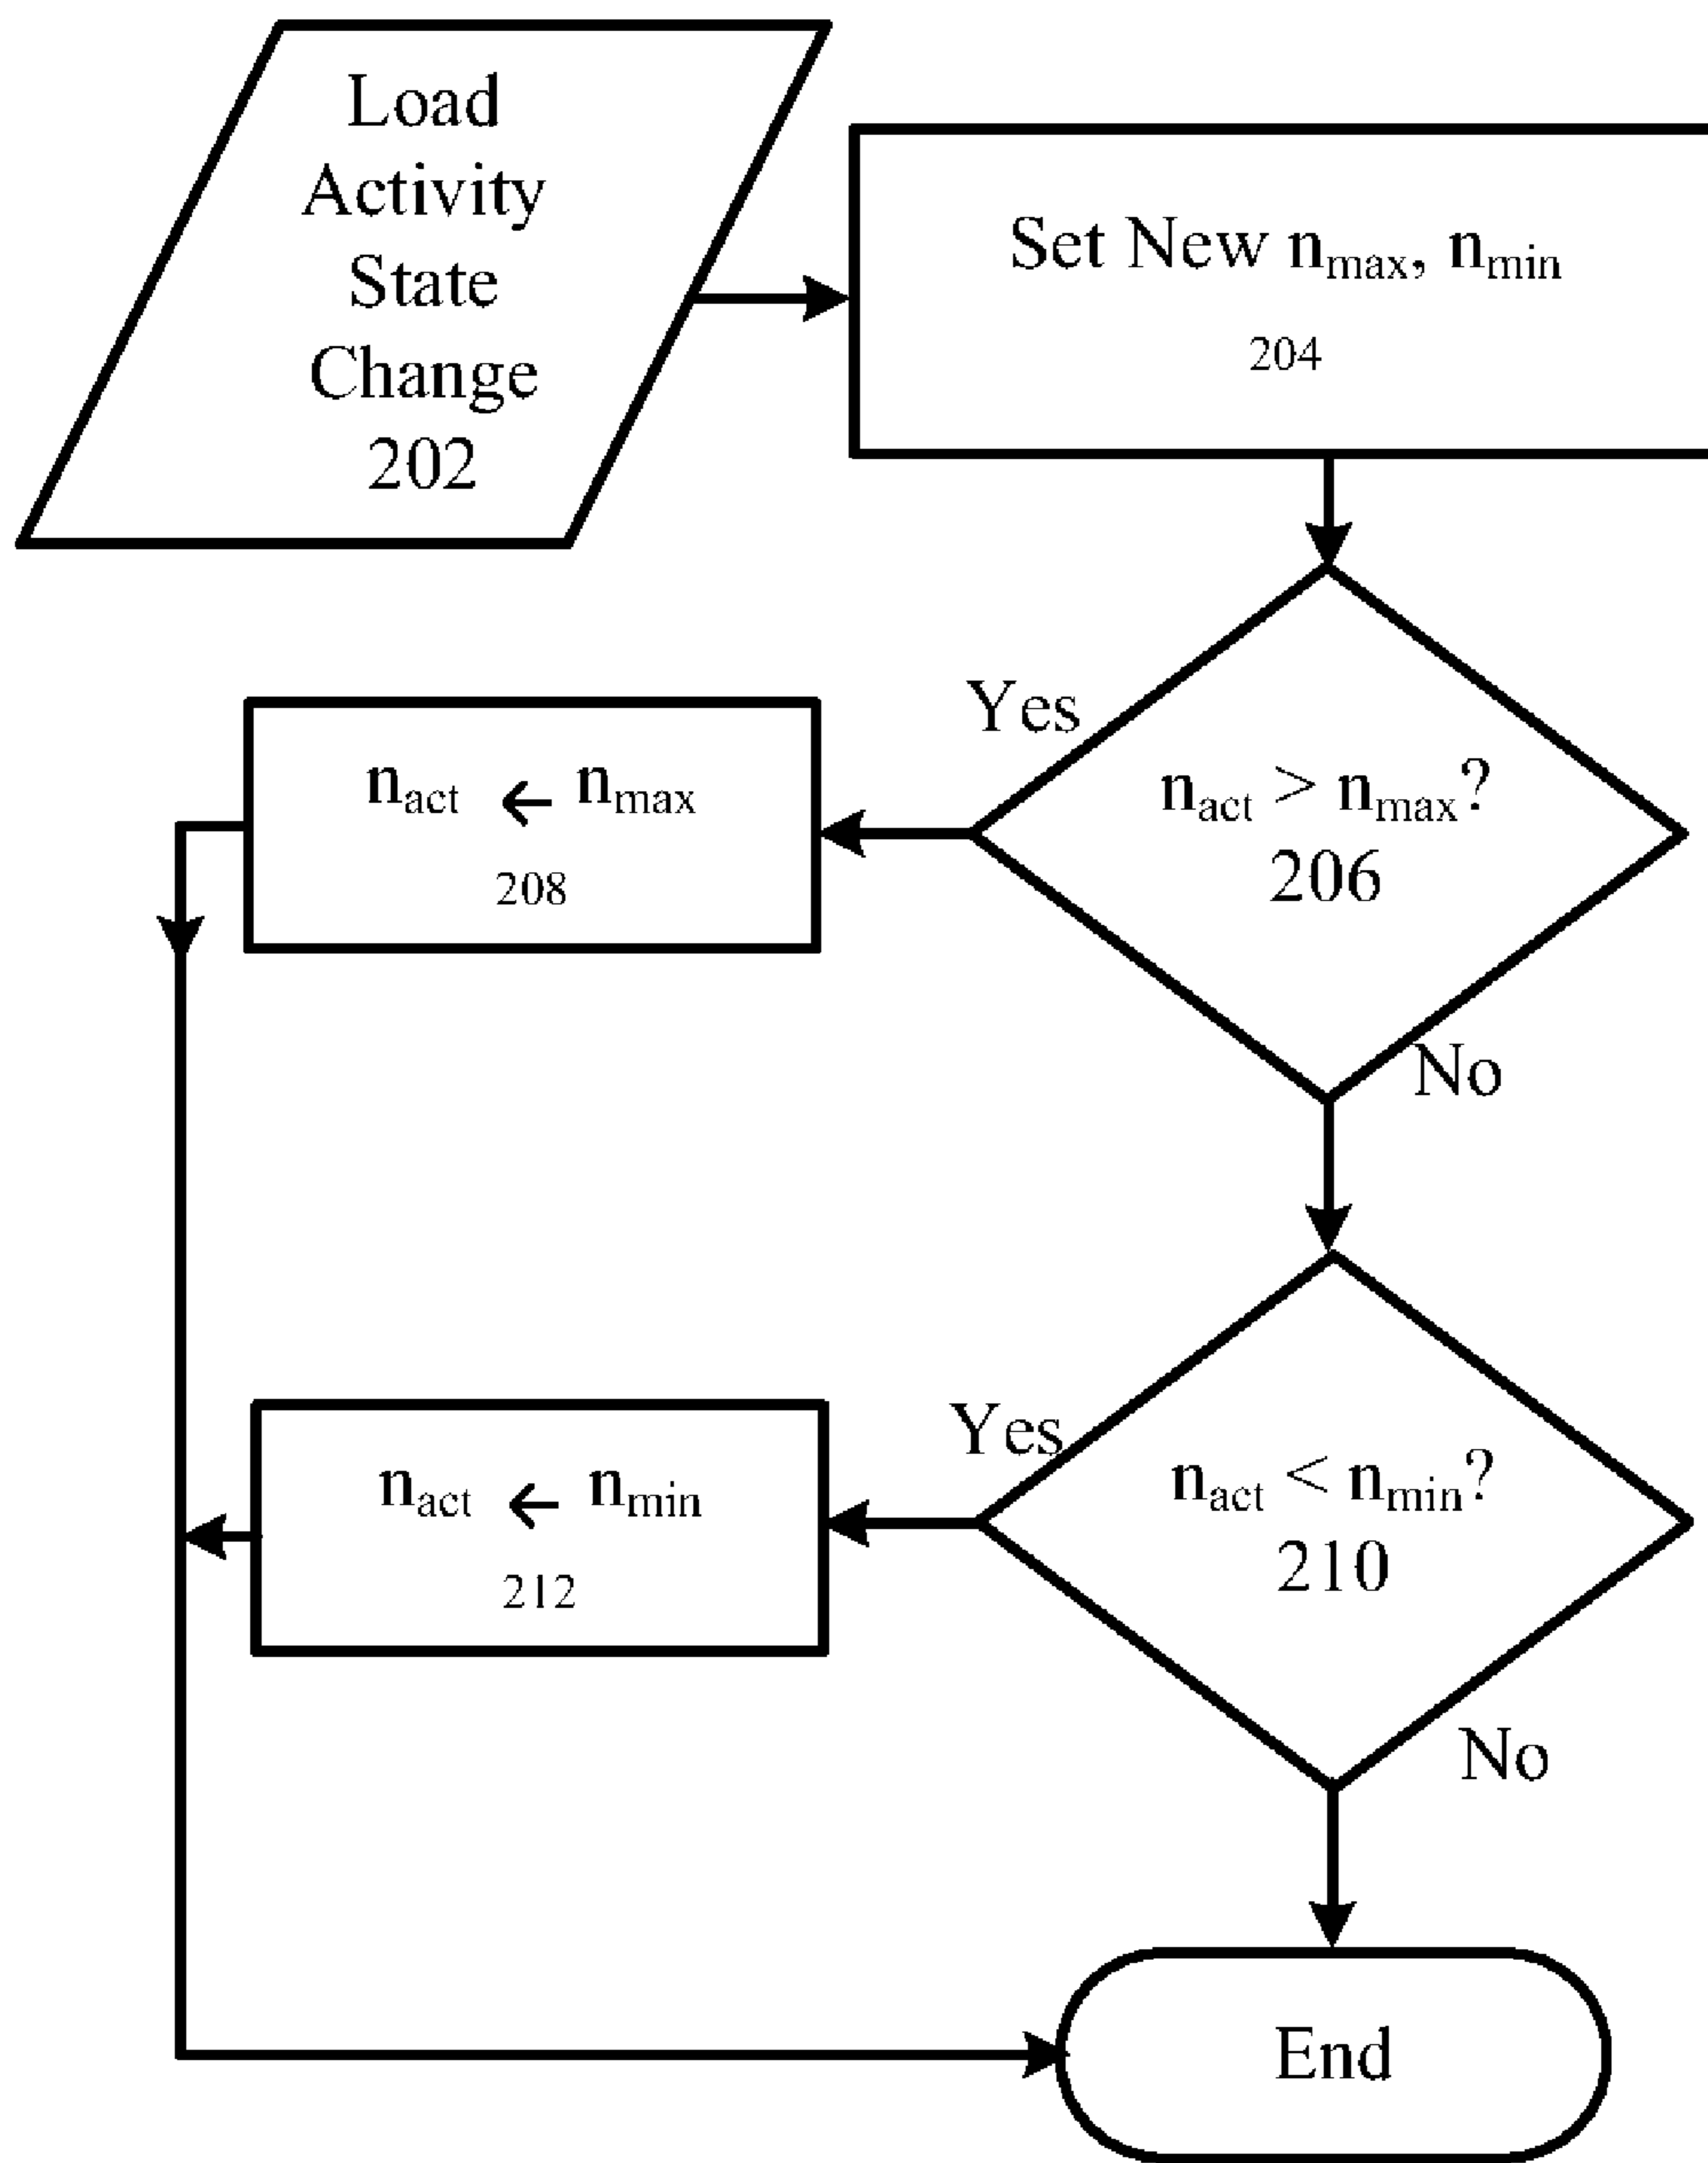 Load
Activity
State
Change
202
Set New nmax, nmin
204
Yes
nact > nmax?
206
No
nact ← nmax
208
Yes
nact < nmin?
210
No
nact ← nmin
212
End